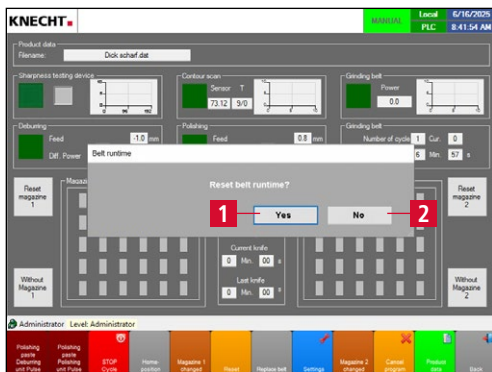 KNECHT
MANUAL
Local 6/16/2025
PLC 8:41:54 AM
Product data
Filename: Dick scharf.dat
Sharpness testing device
Contour scan
Sensor T
73.12 9/0
Grinding belt
Power
0.0
Deburring
Feed -1.0 mm
Diff. Power
Polishing
Feed 0.8 mm
Grinding belt
Number of cycle 1 Cur. 0
6 Min. 57 s
Belt runtime
Reset belt runtime?
1 Yes No 2
Reset magazine 1
Reset magazine 2
Current knife
0 Min. 00 s
Last knife
0 Min. 00 s
Without Magazine 1
Without Magazine 2
Administrator Level: Administrator
Polishing paste Deburring unit Pulse
Polishing paste Polishing unit Pulse
STOP Cycle
Home-position
Magazine 1 changed
Reset
Replace belt
Settings
Magazine 2 changed
Cancel program
Product data
Back